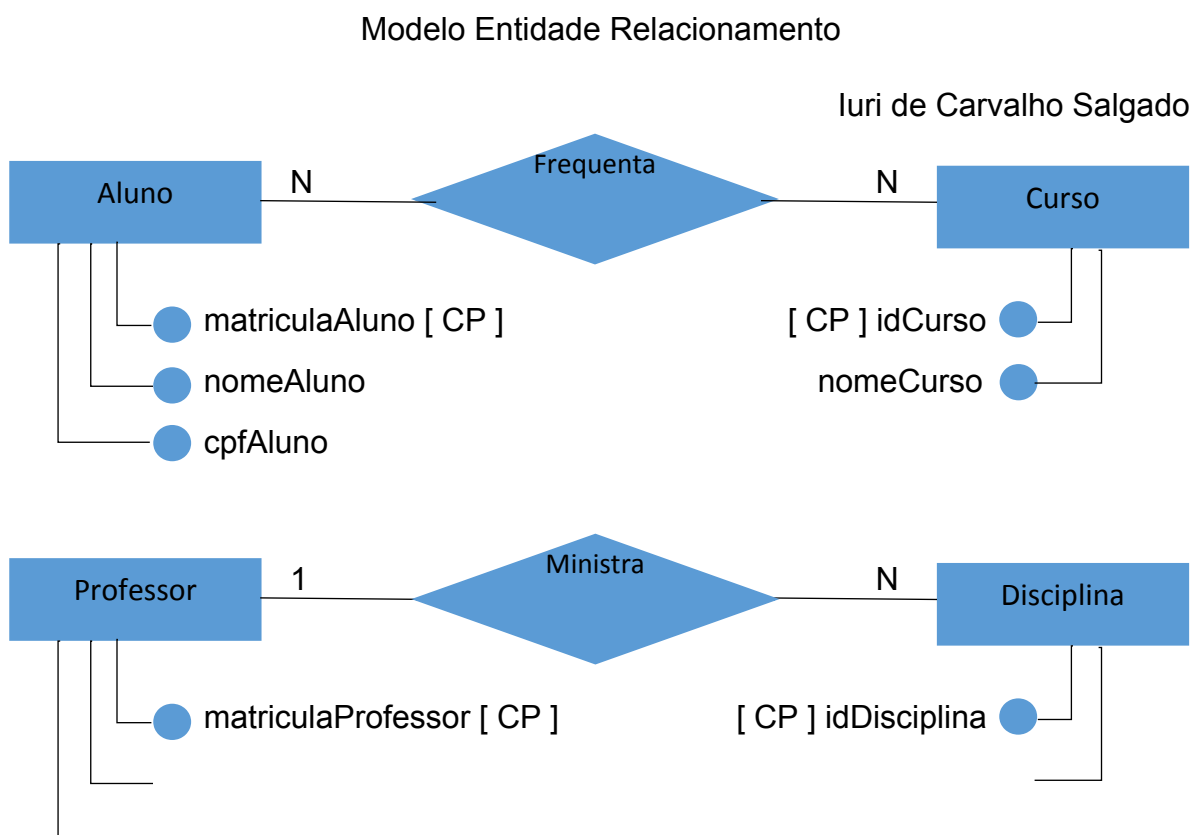 Modelo Entidade Relacionamento
Iuri de Carvalho Salgado
Aluno N Frequenta N Curso
matriculaAluno [ CP ] [ CP ] idCurso
nomeAluno nomeCurso
cpfAluno
Professor 1 Ministra N Disciplina
matriculaProfessor [ CP ] [ CP ] idDisciplina